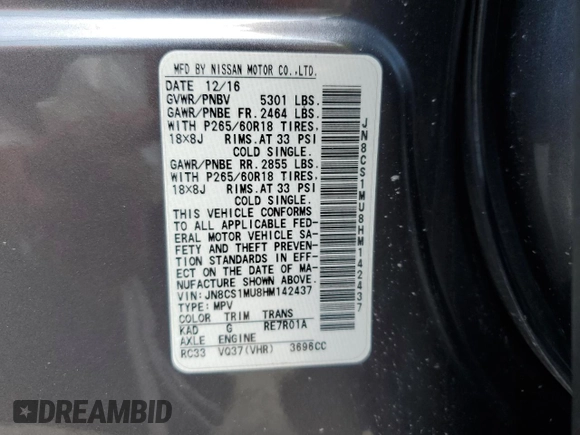 MFD BY NISSAN MOTOR CO.,LTD.
DATE 12/16
GVWR/PNBV 5301 LBS.
GAWR/PNBE FR. 2464 LBS.
WITH P265/60R18 TIRES,
18X8J RIMS, AT 33 PSI
COLD SINGLE.
GAWR/PNBE RR. 2855 LBS.
WITH P265/60R18 TIRES,
18X8J RIMS, AT 33 PSI
COLD SINGLE.
THIS VEHICLE CONFORMS
TO ALL APPLICABLE FED-
ERAL MOTOR VEHICLE SA-
FETY AND THEFT PREVEN-
TION STANDARDS IN EFF-
ECT ON THE DATE OF MA-
NUFACTURE SHOWN ABOVE.
VIN: JN8CS1MU8HM142437
TYPE: MPV
COLOR TRIM TRANS
KAD G RE7R01A
AXLE ENGINE
RC33 VQ37(VHR) 3696CC
JN8CS1MU8HM142437
DREAMBID